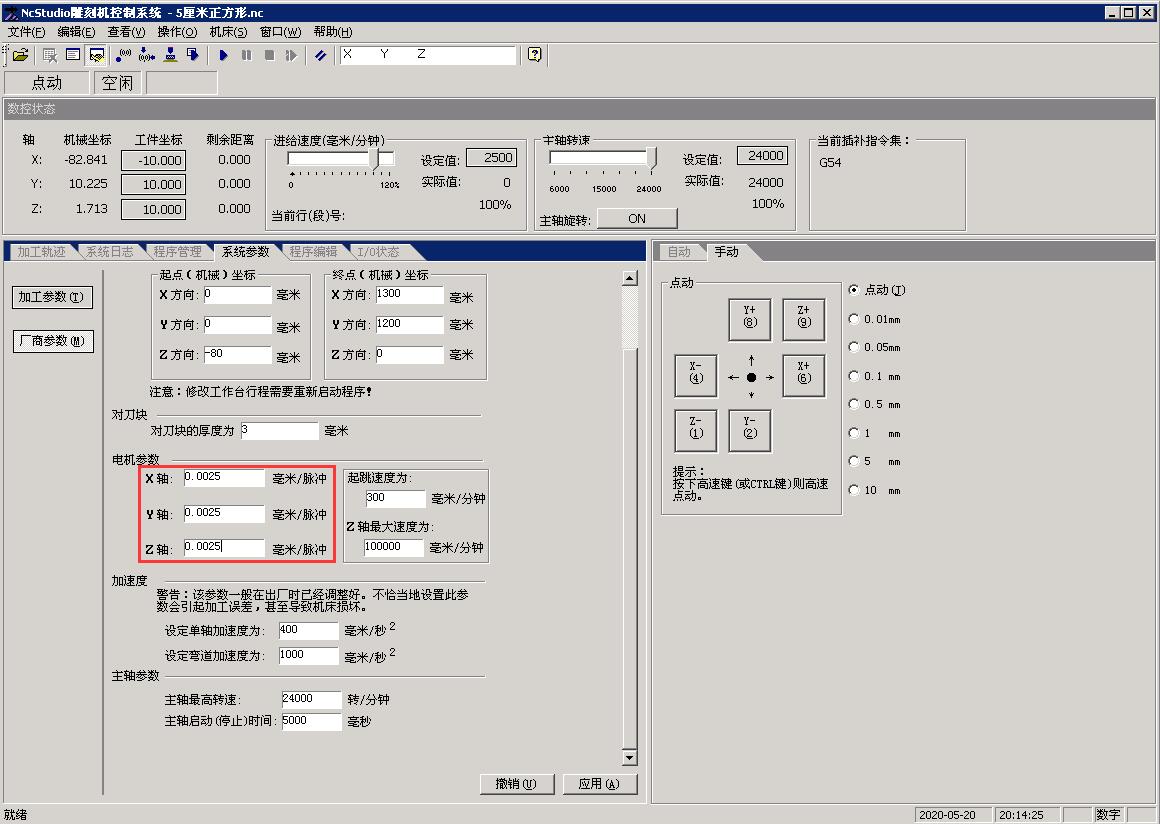 NcStudio雕刻机控制系统 - 5厘米正方形.nc
文件(F) 编辑(E) 查看(V) 操作(O) 机床(S) 窗口(W) 帮助(H)
X Y Z
点动 空闲
数控状态
轴 机械坐标 工件坐标 剩余距离
X: -82.841 -10.000 0.000
Y: 10.225 10.000 0.000
Z: 1.713 10.000 0.000
进给速度(毫米/分钟)
0 120%
设定值: 2500
实际值: 0
100%
当前行(段)号:
主轴转速
6000 15000 24000
设定值: 24000
实际值: 24000
100%
主轴旋转: ON
当前插补指令集:
G54
加工轨迹 系统日志 程序管理 系统参数 程序编辑 I/O状态
加工参数(T)
厂商参数(M)
起点(机械)坐标
X 方向: 0 毫米
Y 方向: 0 毫米
Z 方向: -80 毫米
终点(机械)坐标
X 方向: 1300 毫米
Y 方向: 1200 毫米
Z 方向: 0 毫米
注意:修改工作台行程需要重新启动程序!
对刀块
对刀块的厚度为 3 毫米
电机参数
X 轴: 0.0025 毫米/脉冲
Y 轴: 0.0025 毫米/脉冲
Z 轴: 0.0025 毫米/脉冲
起跳速度为:
300 毫米/分钟
Z 轴最大速度为:
100000 毫米/分钟
加速度
警告:该参数一般在出厂时已经调整好。不恰当地设置此参
数会引起加工误差,甚至导致机床损坏。
设定单轴加速度为: 400 毫米/秒 2
设定弯道加速度为: 1000 毫米/秒 2
主轴参数
主轴最高转速: 24000 转/分钟
主轴启动(停止)时间: 5000 毫秒
撤销(U) 应用(A)
自动 手动
点动
Y+
(8)
Z+
(9)
X-
(4)
X+
(6)
Z-
(1)
Y-
(2)
提示:
按下高速键(或CTRL键)则高速
点动。
点动(T)
0.01mm
0.05mm
0.1 mm
0.5 mm
1 mm
5 mm
10 mm
就绪 2020-05-20 20:14:25 数字